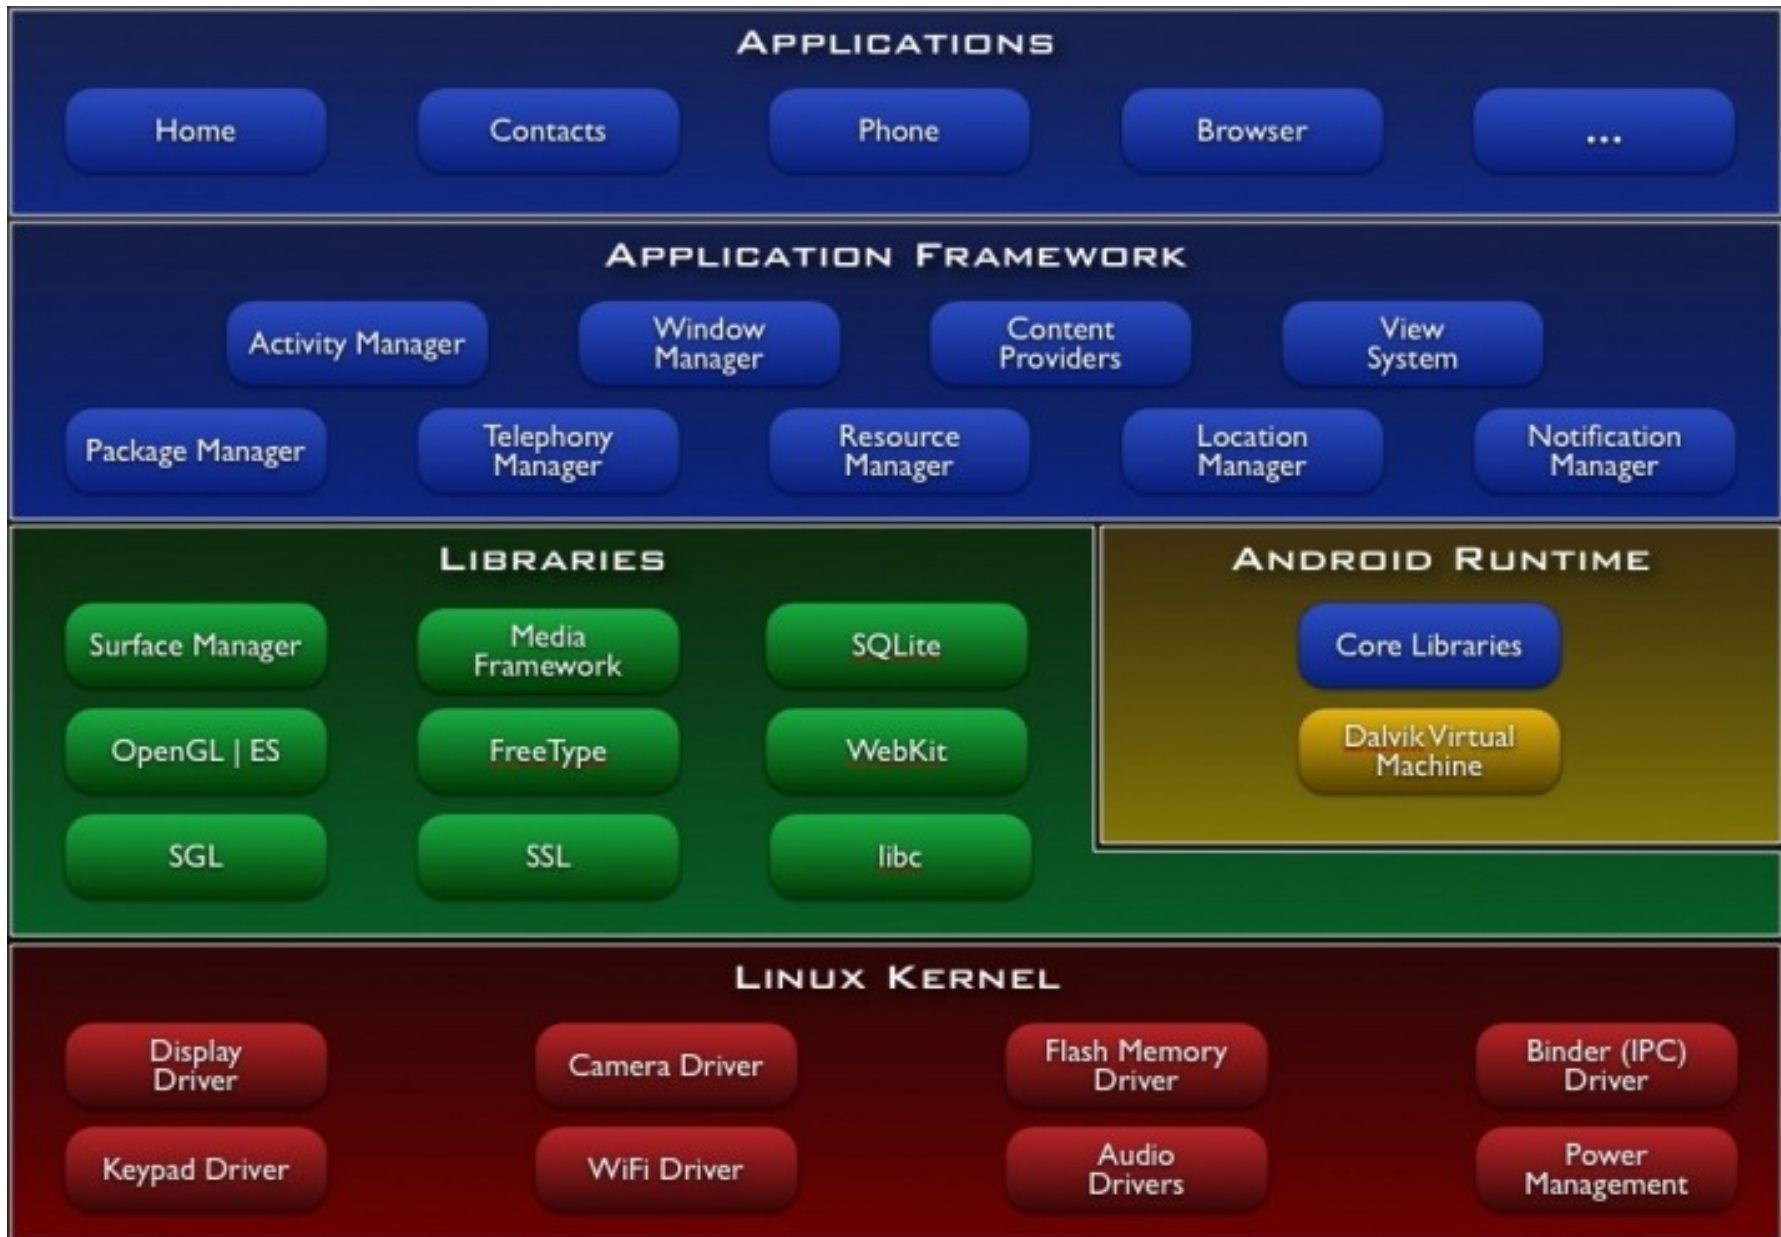 APPLICATIONS
Home
Contacts
Phone
Browser
...
APPLICATION FRAMEWORK
Activity Manager
Window
Manager
Content
Providers
View
System
Package Manager
Telephony
Manager
Resource
Manager
Location
Manager
Notification
Manager
LIBRARIES
Surface Manager
Media
Framework
SQLite
OpenGL | ES
FreeType
WebKit
SGL
SSL
libc
ANDROID RUNTIME
Core Libraries
Dalvik Virtual
Machine
LINUX KERNEL
Display
Driver
Camera Driver
Flash Memory
Driver
Binder (IPC)
Driver
Keypad Driver
WiFi Driver
Audio
Drivers
Power
Management